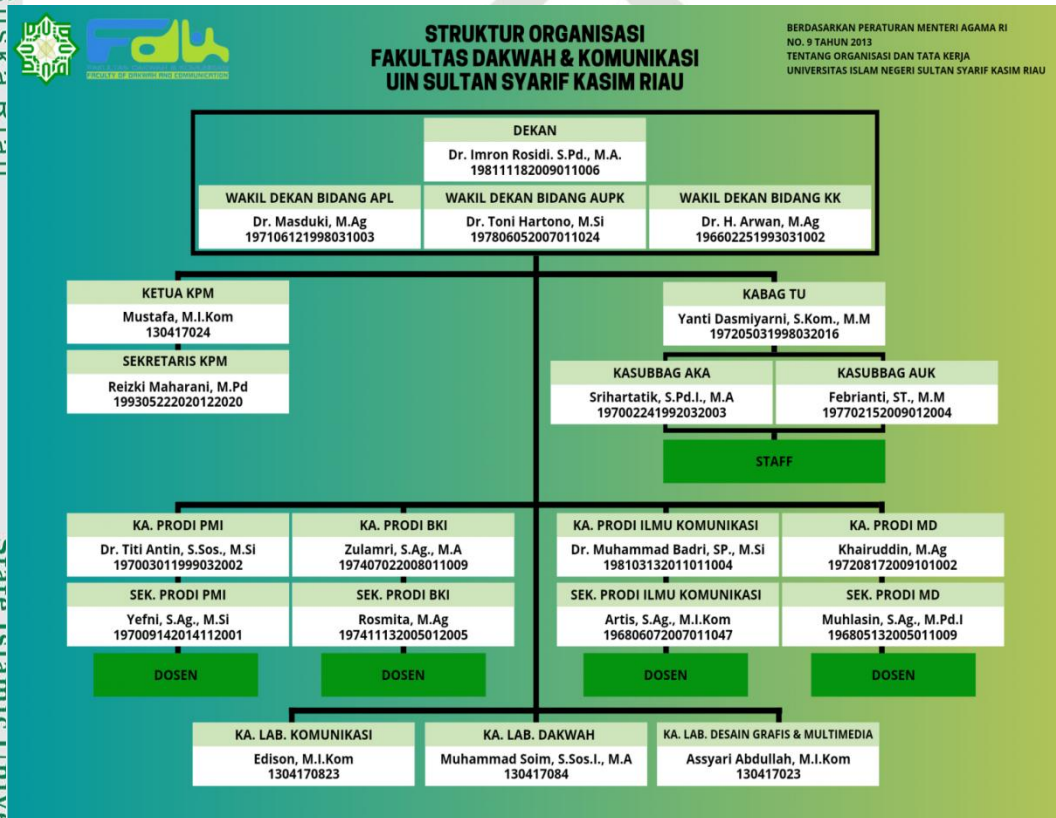 Fdk
FACULTY OF DAKWAH AND COMMUNICATION
STRUKTUR ORGANISASI
FAKULTAS DAKWAH & KOMUNIKASI
UIN SULTAN SYARIF KASIM RIAU
BERDASARKAN PERATURAN MENTERI AGAMA RI
NO. 9 TAHUN 2013
TENTANG ORGANISASI DAN TATA KERJA
UNIVERSITAS ISLAM NEGERI SULTAN SYARIF KASIM RIAU
DEKAN
Dr. Imron Rosidi. S.Pd., M.A.
198111182009011006
WAKIL DEKAN BIDANG APL
Dr. Masduki, M.Ag
197106121998031003
WAKIL DEKAN BIDANG AUPK
Dr. Toni Hartono, M.Si
197806052007011024
WAKIL DEKAN BIDANG KK
Dr. H. Arwan, M.Ag
196602251993031002
KETUA KPM
Mustafa, M.I.Kom
130417024
SEKRETARIS KPM
Reizki Maharani, M.Pd
199305222020122020
KABAG TU
Yanti Dasmiyarni, S.Kom., M.M
197205031998032016
KASUBBAG AKA
Srihartatik, S.Pd.I., M.A
197002241992032003
KASUBBAG AUK
Febrianti, ST., M.M
197702152009012004
STAFF
KA. PRODI PMI
Dr. Titi Antin, S.Sos., M.Si
197003011999032002
SEK. PRODI PMI
Yefni, S.Ag., M.Si
197009142014112001
DOSEN
KA. PRODI BKI
Zulamri, S.Ag., M.A
197407022008011009
SEK. PRODI BKI
Rosmita, M.Ag
197411132005012005
DOSEN
KA. PRODI ILMU KOMUNIKASI
Dr. Muhammad Badri, SP., M.Si
198103132011011004
SEK. PRODI ILMU KOMUNIKASI
Artis, S.Ag., M.I.Kom
196806072007011047
DOSEN
KA. PRODI MD
Khairuddin, M.Ag
197208172009101002
SEK. PRODI MD
Muhlasin, S.Ag., M.Pd.I
196805132005011009
DOSEN
KA. LAB. KOMUNIKASI
Edison, M.I.Kom
1304170823
KA. LAB. DAKWAH
Muhammad Soim, S.Sos.I., M.A
130417084
KA. LAB. DESAIN GRAFIS & MULTIMEDIA
Assyari Abdullah, M.I.Kom
130417023